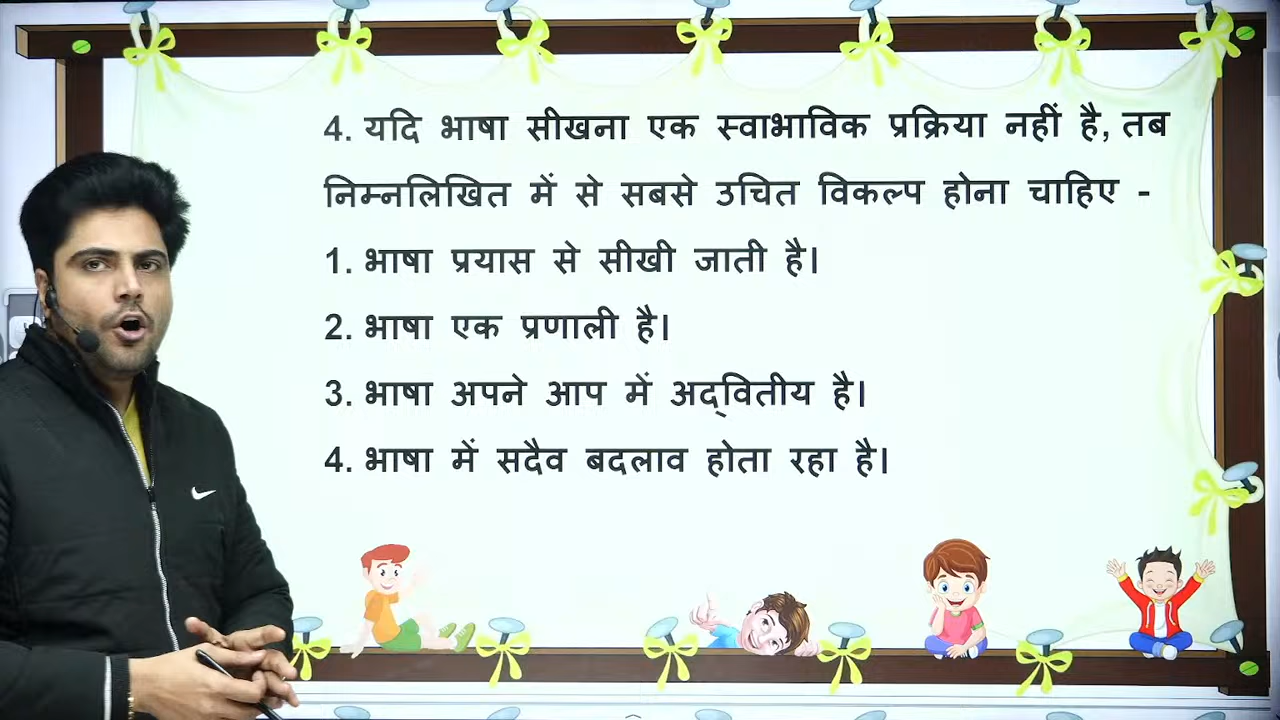 4. यदि भाषा सीखना एक स्वाभाविक प्रक्रिया नहीं है, तब
निम्नलिखित में से सबसे उचित विकल्प होना चाहिए -
1. भाषा प्रयास से सीखी जाती है।
2. भाषा एक प्रणाली है।
3. भाषा अपने आप में अद्‌वितीय है।
4. भाषा में सदैव बदलाव होता रहा है।